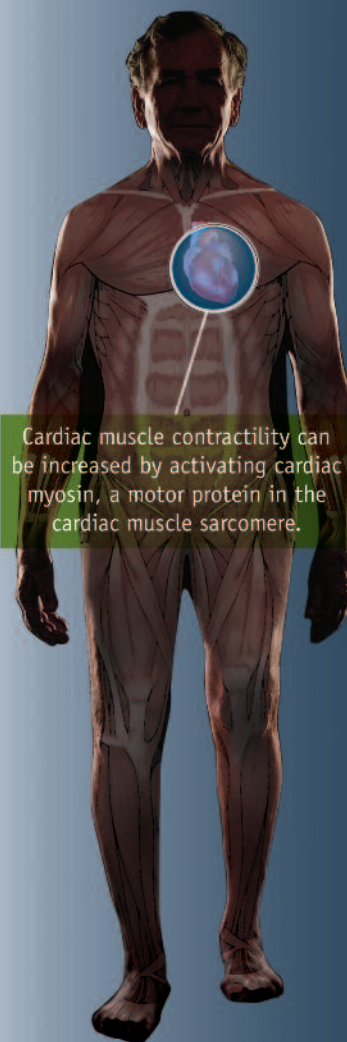 Cardiac muscle contractility can
be increased by activating cardiac
myosin, a motor protein in the
cardiac muscle sarcomere.